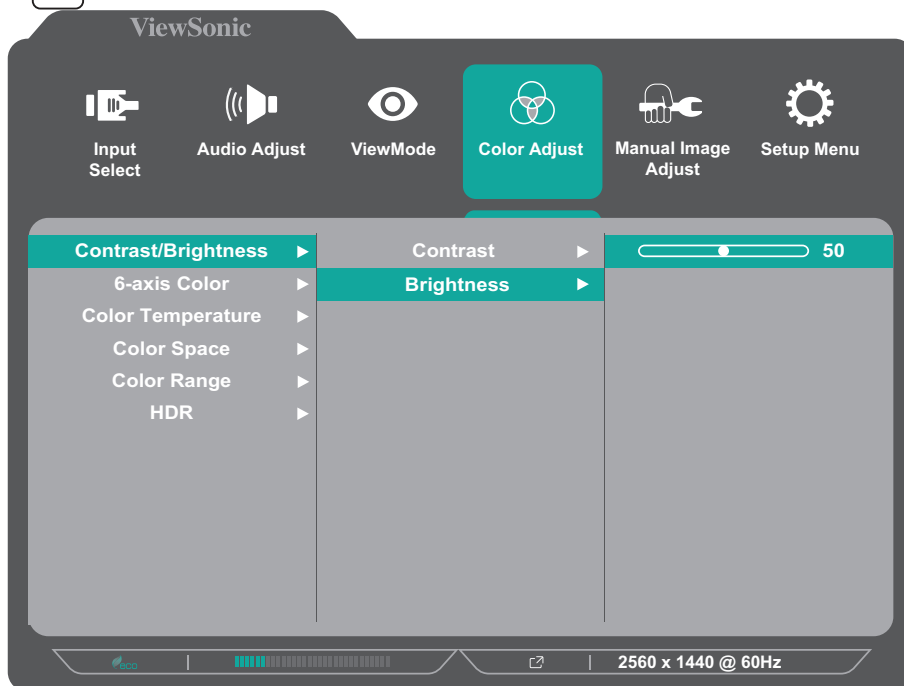 ViewSonic
Input Select
Audio Adjust
ViewMode
Color Adjust
Manual Image Adjust
Setup Menu
Contrast/Brightness
Contrast
50
6-axis Color
Brightness
Color Temperature
Color Space
Color Range
HDR
eco
2560 x 1440 @ 60Hz